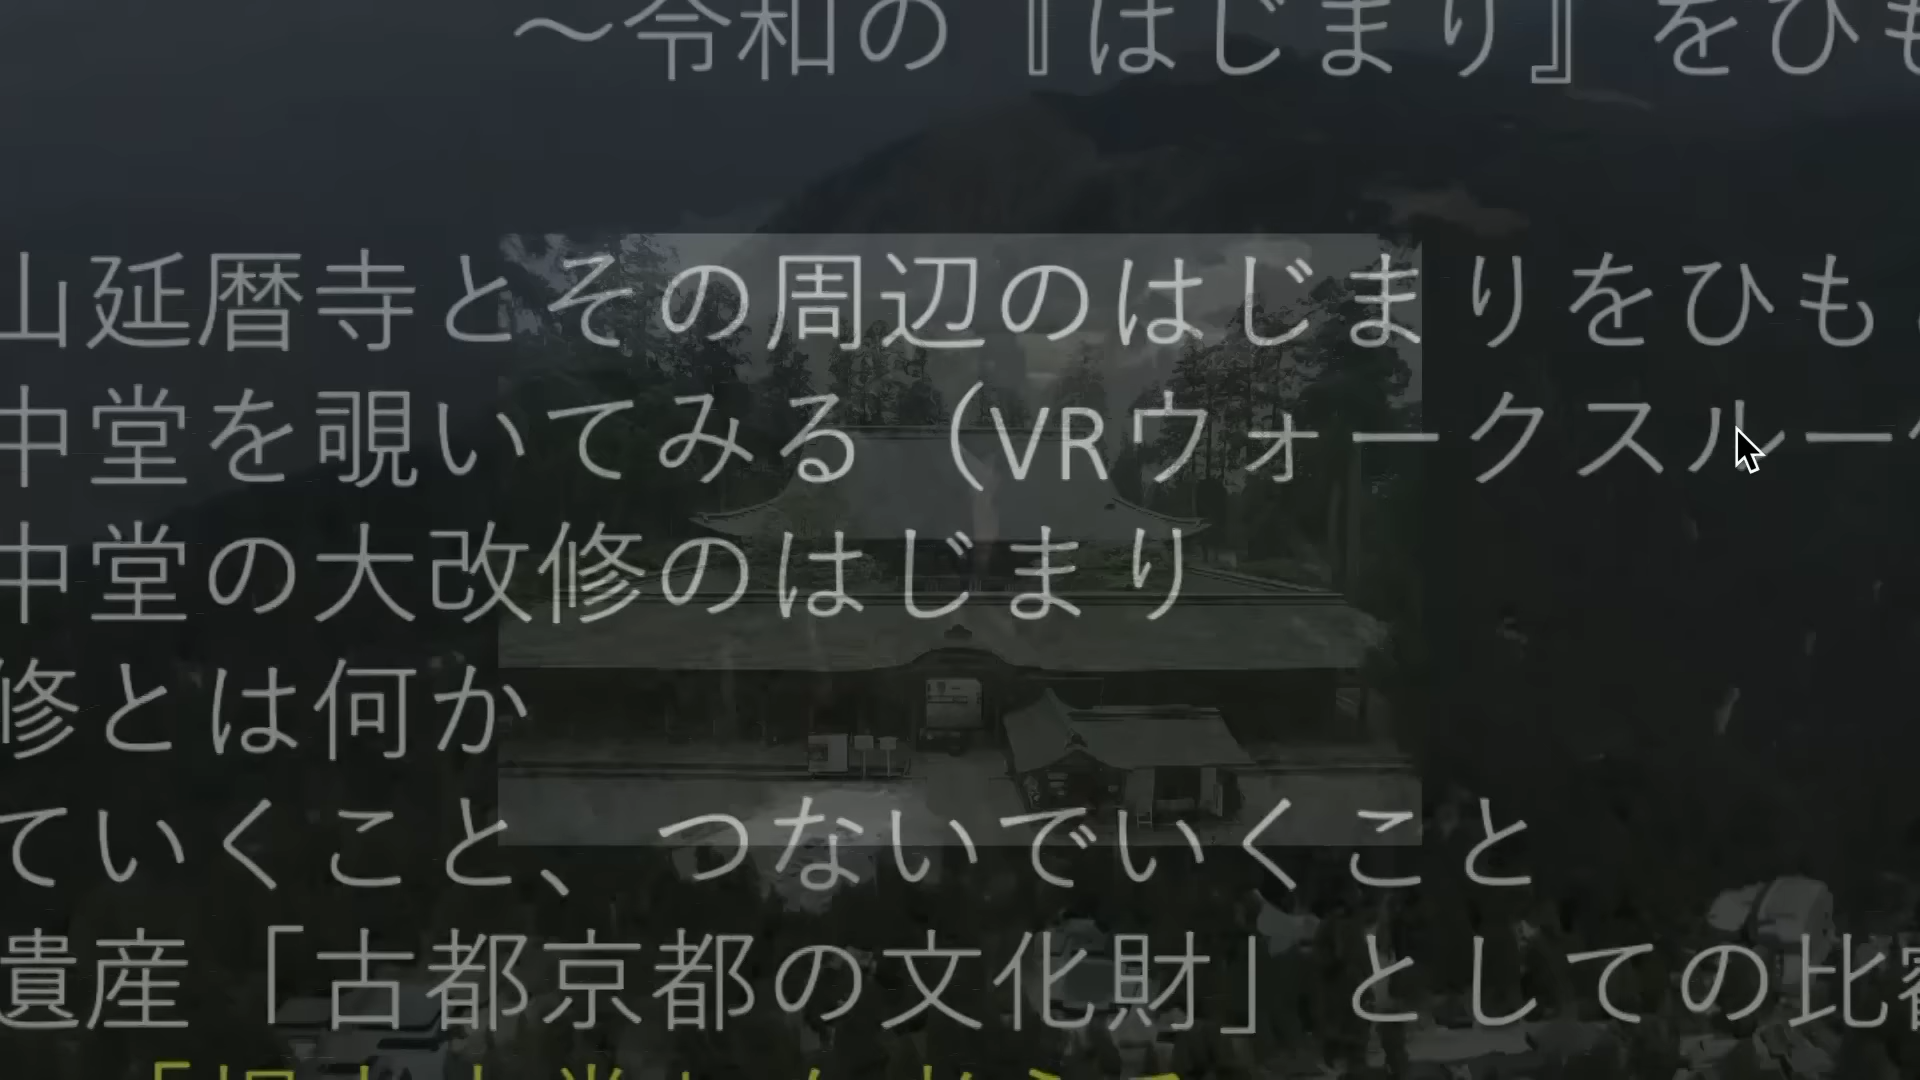 ～令和の『はじまり』をひも
山延暦寺とその周辺のはじまりをひも
中堂を覗いてみる（VRウォークスルー
中堂の大改修のはじまり
修とは何か
ていくこと、つないでいくこと
遺産「古都京都の文化財」としての比叡